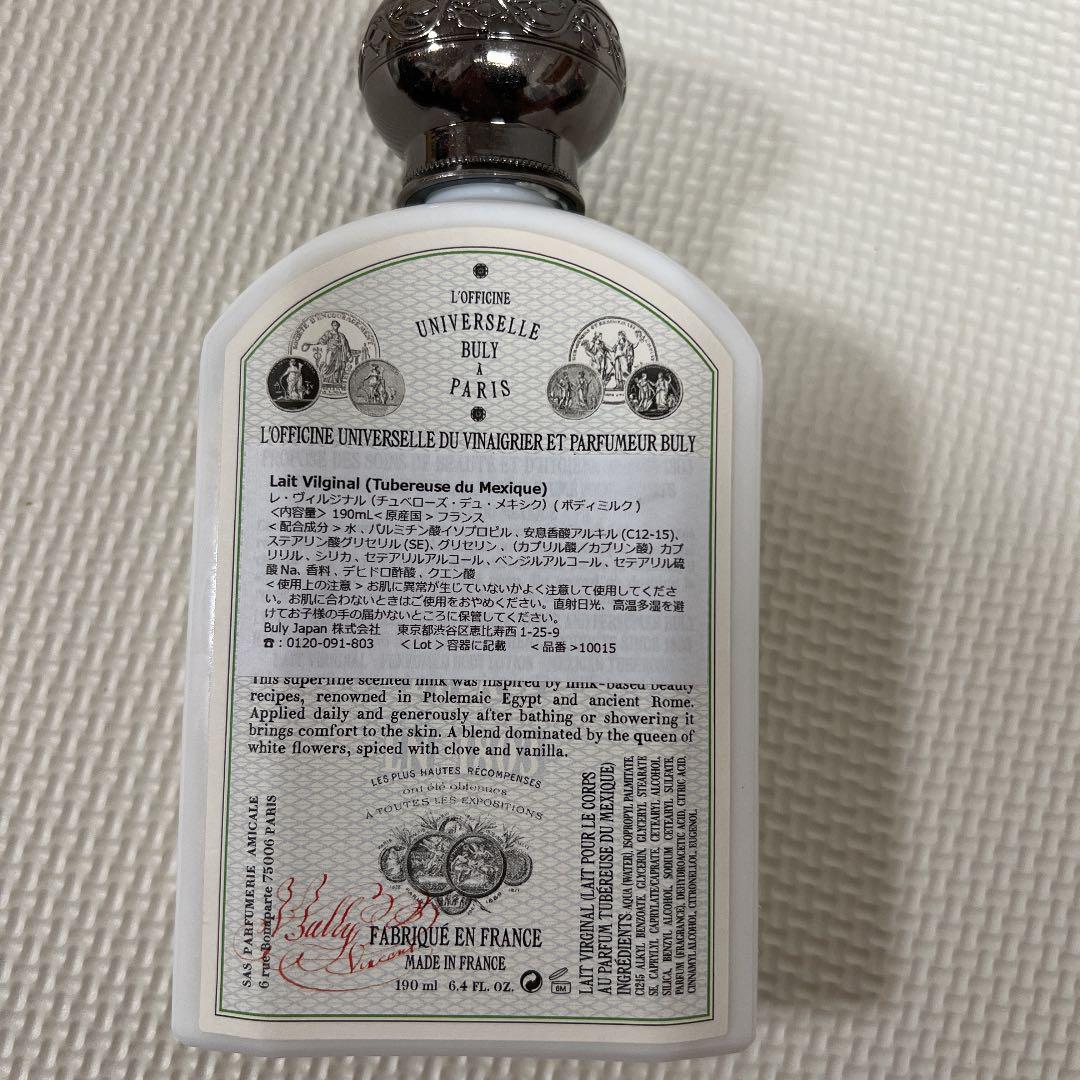 L'OFFICINE
UNIVERSELLE
BULY
À
PARIS
L'OFFICINE UNIVERSELLE DU VINAIGRIER ET PARFUMEUR BULY
Lait Vilginal (Tubereuse du Mexique)
レ・ヴィルジナル（チュベローズ・デュ・メキシク）(ボディミルク)
＜内容量＞ 190mL＜原産国＞フランス
＜配合成分＞水、パルミチン酸イソプロピル、安息香酸アルキル(C12-15)、
ステアリン酸グリセリル(SE)、グリセリン、（カプリル酸／カプリン酸）カプ
リリル、シリカ、セテアリルアルコール、ベンジルアルコール、セテアリル硫
酸Na、香料、デヒドロ酢酸、クエン酸
＜使用上の注意＞お肌に異常が生じていないかよく注意して使用してくださ
い。お肌に合わないときはご使用をおやめください。直射日光、高温多湿を避
けてお子様の手の届かないところに保管してください。
Buly Japan 株式会社 東京都渋谷区恵比寿西1-25-9
☎：0120-091-803 ＜Lot＞容器に記載 ＜品番＞10015
This superfine scented milk was inspired by milk-based beauty
recipes, renowned in Ptolemaic Egypt and ancient Rome.
Applied daily and generously after bathing or showering it
brings comfort to the skin. A blend dominated by the queen of
white flowers, spiced with clove and vanilla.
LES PLUS HAUTES RÉCOMPENSES
ont été obtenues
À TOUTES LES EXPOSITIONS
SAS PARFUMERIE AMICALE
6 rue Bonaparte 75006 PARIS
Bully
Vincent
FABRIQUÉ EN FRANCE
MADE IN FRANCE
190 ml 6.4 FL. OZ.
6M
LAIT VIRGINAL (LAIT POUR LE CORPS
AU PARFUM TUBÉREUSE DU MEXIQUE)
INGRÉDIENTS: AQUA (WATER), ISOPROPYL PALMITATE,
C1215 ALKYL BENZOATE, GLYCERIN, GLYCERYL STEARATE
SE, CAPRYLYL CAPRYLATE/CAPRATE, CETEARYL ALCOHOL,
SILICA, BENZYL ALCOHOL, SODIUM CETEARYL SULFATE,
PARFUM (FRAGRANCE), DEHYDROACETIC ACID, CITRIC ACID,
CINNAMYL ALCOHOL, CITRONELLOL, EUGENOL.